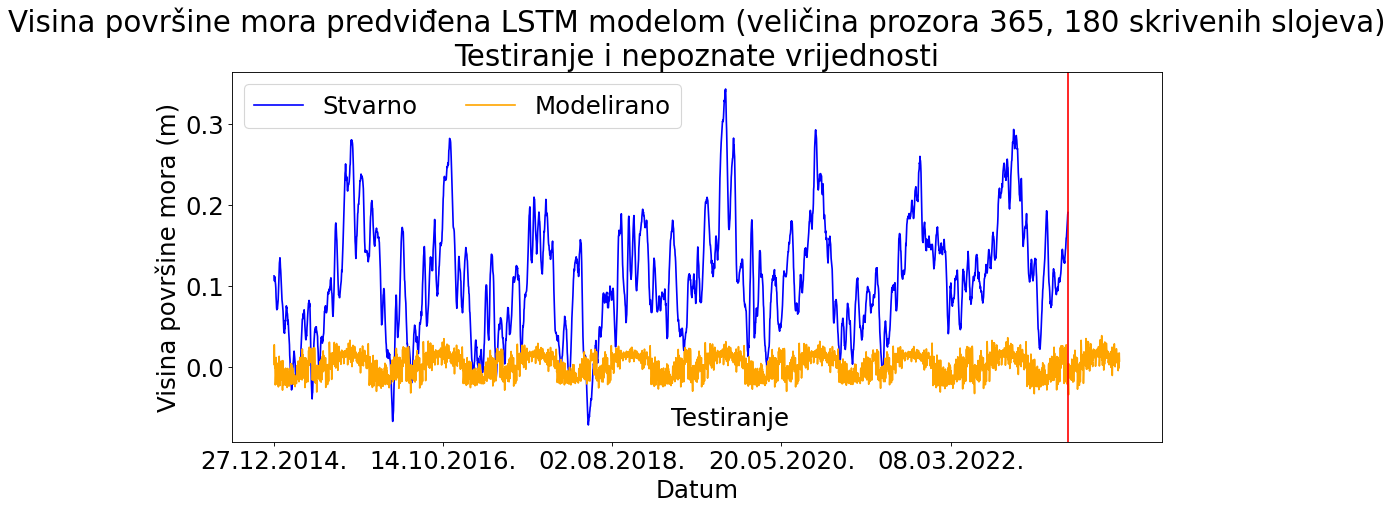 Visina površine mora predviđena LSTM modelom (veličina prozora 365, 180 skrivenih slojeva)
Testiranje i nepoznate vrijednosti
Stvarno Modelirano
Visina površine mora (m)
0.3
0.2
0.1
0.0
Testiranje
27.12.2014. 14.10.2016. 02.08.2018. 20.05.2020. 08.03.2022.
Datum